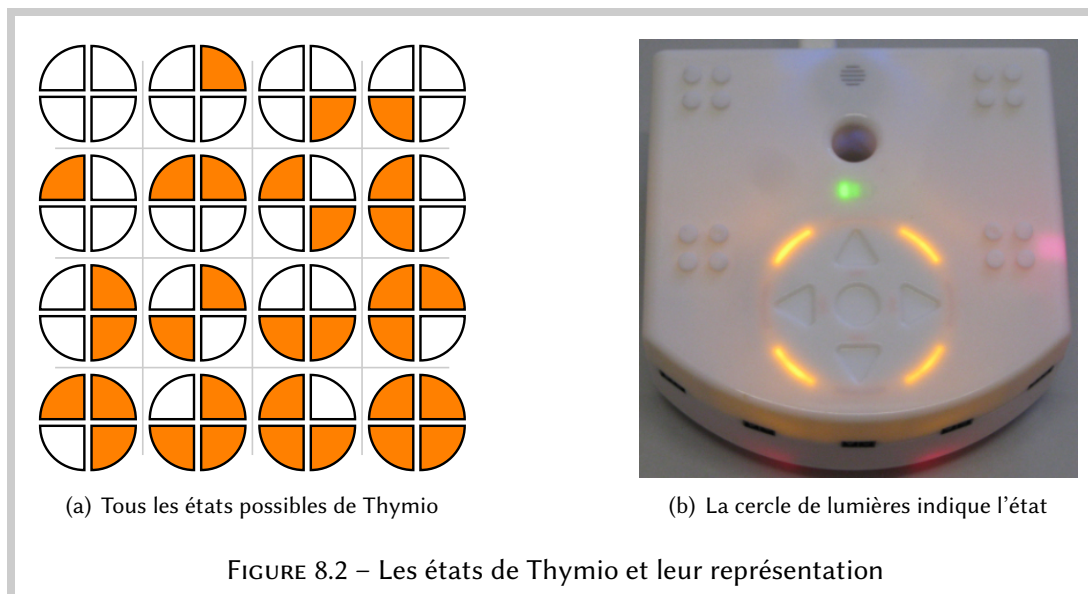 (a) Tous les états possibles de Thymio
(b) La cercle de lumières indique l'état
FIGURE 8.2 – Les états de Thymio et leur représentation